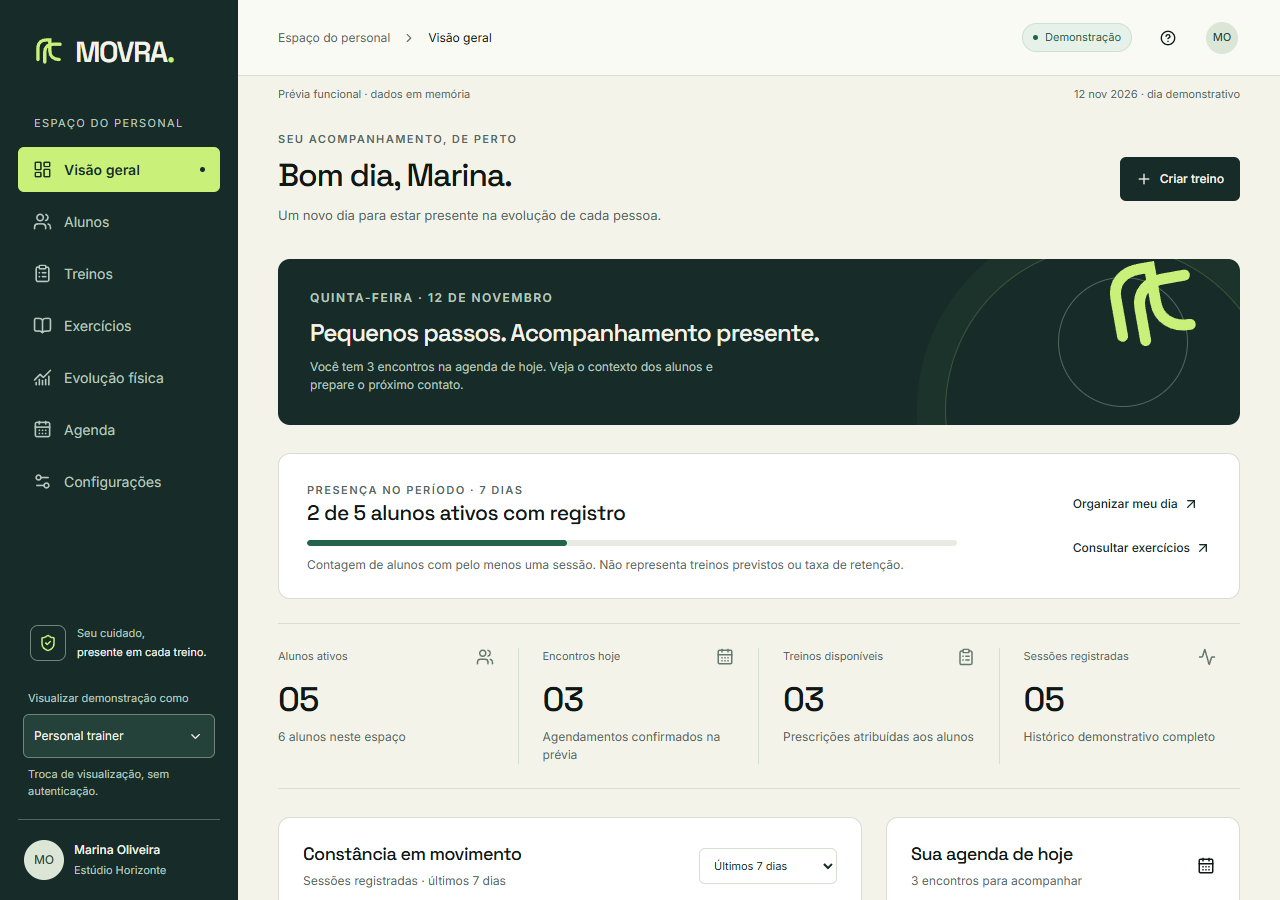 MOVRA.
ESPAÇO DO PERSONAL
Visão geral
Alunos
Treinos
Exercícios
Evolução física
Agenda
Configurações
Seu cuidado,
presente em cada treino.
Visualizar demonstração como
Personal trainer
Troca de visualização, sem
autenticação.
MO
Marina Oliveira
Estúdio Horizonte
Espaço do personal
Visão geral
Demonstração
MO
Prévia funcional · dados em memória
12 nov 2026 · dia demonstrativo
SEU ACOMPANHAMENTO, DE PERTO
Bom dia, Marina.
Um novo dia para estar presente na evolução de cada pessoa.
Criar treino
QUINTA-FEIRA · 12 DE NOVEMBRO
Pequenos passos. Acompanhamento presente.
Você tem 3 encontros na agenda de hoje. Veja o contexto dos alunos e
prepare o próximo contato.
PRESENÇA NO PERÍODO · 7 DIAS
2 de 5 alunos ativos com registro
Contagem de alunos com pelo menos uma sessão. Não representa treinos previstos ou taxa de retenção.
Organizar meu dia
Consultar exercícios
Alunos ativos
05
6 alunos neste espaço
Encontros hoje
03
Agendamentos confirmados na
prévia
Treinos disponíveis
03
Prescrições atribuídas aos alunos
Sessões registradas
05
Histórico demonstrativo completo
Constância em movimento
Sessões registradas · últimos 7 dias
Últimos 7 dias
Sua agenda de hoje
3 encontros para acompanhar